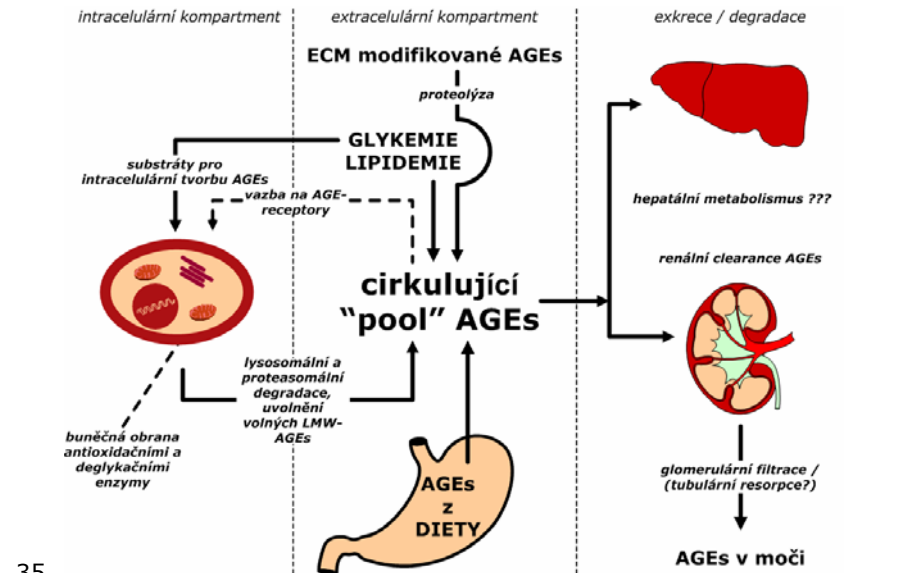 intracelulární kompartment
extracelulární kompartment
exkrece / degradace
ECM modifikované AGEs
proteolýza
GLYKEMIE
LIPIDEMIE
substráty pro
intracelulární tvorbu AGEs
vazba na AGE-
receptory
hepatální metabolismus ???
renální clearance AGEs
cirkulující
“pool” AGEs
lysosomální a
proteasomální
degradace,
uvolnění
volných LMW-
AGEs
buněčná obrana
antioxidačními a
deglykačními
enzymy
AGEs
z
DIETY
glomerulární filtrace /
(tubulární resorpce?)
AGEs v moči
35